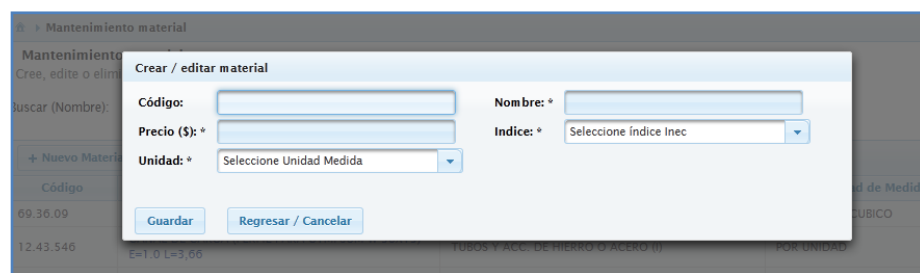 Mantenimiento material
Mantenimiento
Cree, edite o elim
Buscar (Nombre):
Crear / editar material
Código: Nombre: *
Precio ($): * Indice: * Seleccione índice Inec
Unidad: * Seleccione Unidad Medida
+ Nuevo Materia
Código ad de Medid
Guardar Regresar / Cancelar
69.36.09 CUBICO
12.43.546 TUBOS Y ACC. DE HIERRO O ACERO (I) POR UNIDAD
E=1.0 L=3,66